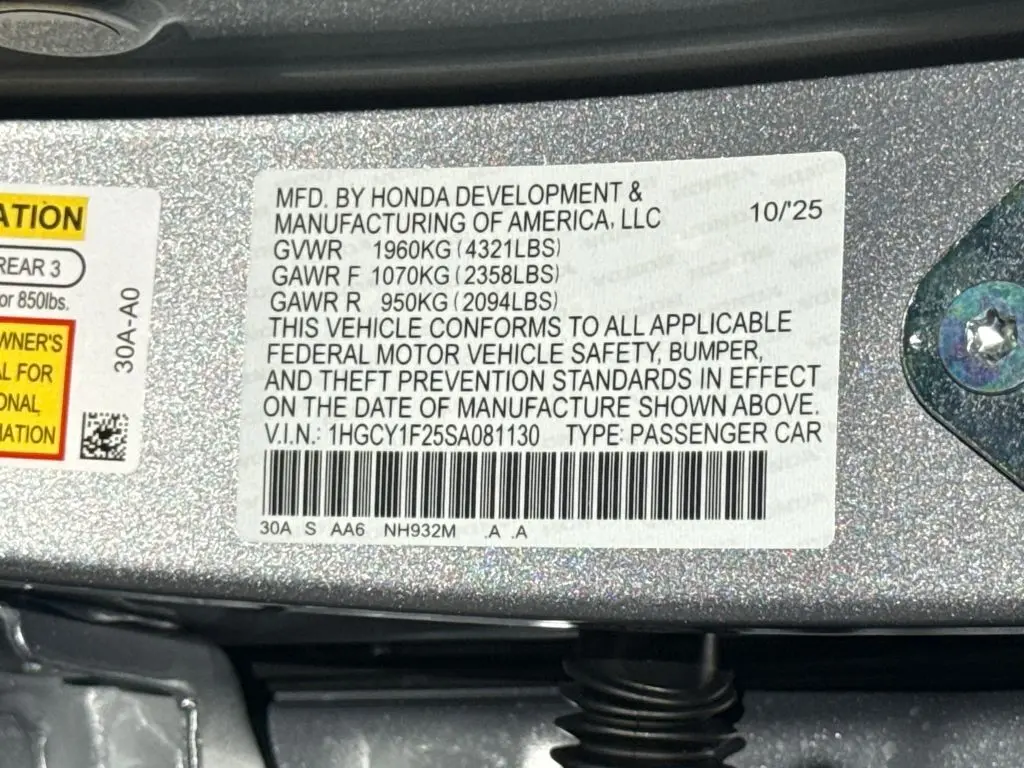 ATION
REAR 3
or 850lbs.
WNER'S
AL FOR
ONAL
MATION
30A-A0
MFD. BY HONDA DEVELOPMENT &
MANUFACTURING OF AMERICA, LLC 10/'25
GVWR 1960KG (4321LBS)
GAWR F 1070KG (2358LBS)
GAWR R 950KG (2094LBS)
THIS VEHICLE CONFORMS TO ALL APPLICABLE
FEDERAL MOTOR VEHICLE SAFETY, BUMPER,
AND THEFT PREVENTION STANDARDS IN EFFECT
ON THE DATE OF MANUFACTURE SHOWN ABOVE.
V.I.N.: 1HGCY1F25SA081130 TYPE: PASSENGER CAR
30A S AA6 NH932M .A .A